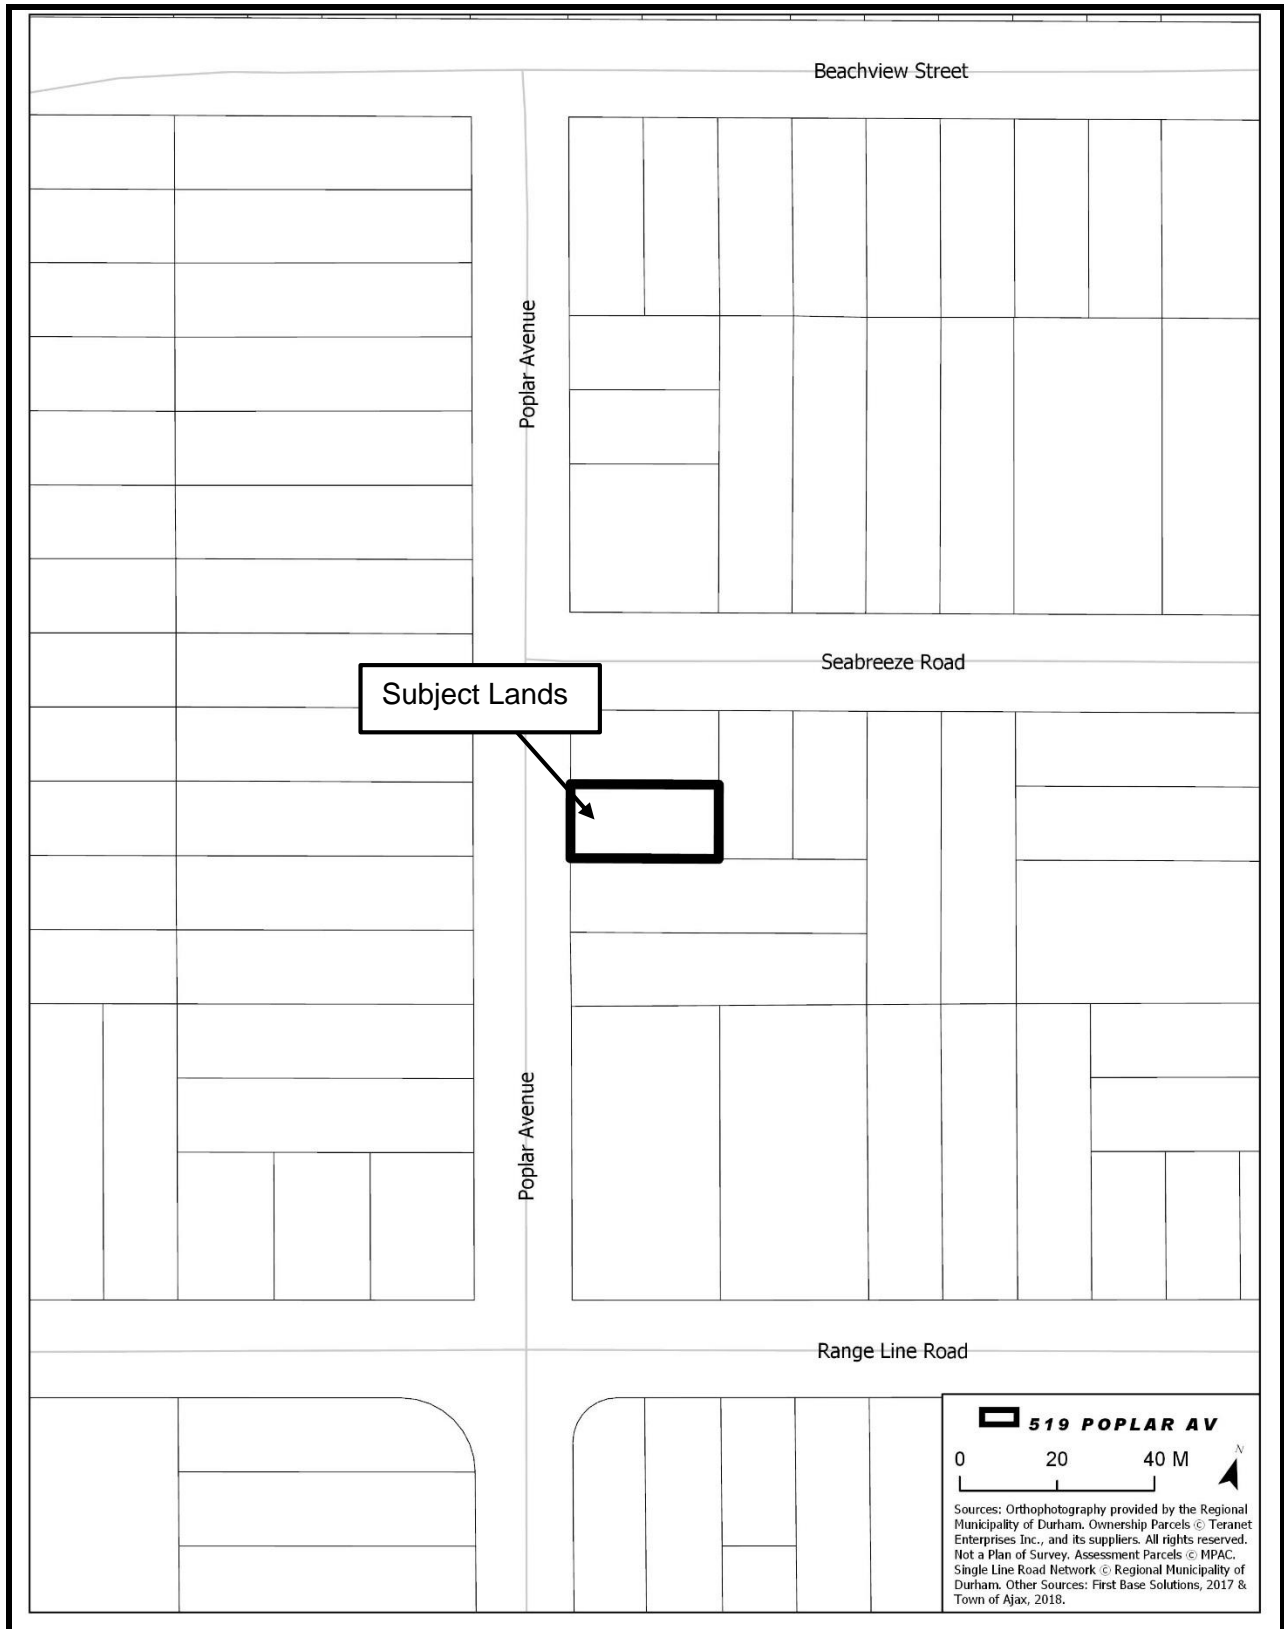 Beachview Street
Poplar Avenue
Seabreeze Road
Subject Lands
Poplar Avenue
Range Line Road
519 POPLAR AV
0 20 40 M
N
Sources: Orthophotography provided by the Regional
Municipality of Durham. Ownership Parcels © Teranet
Enterprises Inc., and its suppliers. All rights reserved.
Not a Plan of Survey. Assessment Parcels © MPAC.
Single Line Road Network © Regional Municipality of
Durham. Other Sources: First Base Solutions, 2017 &
Town of Ajax, 2018.